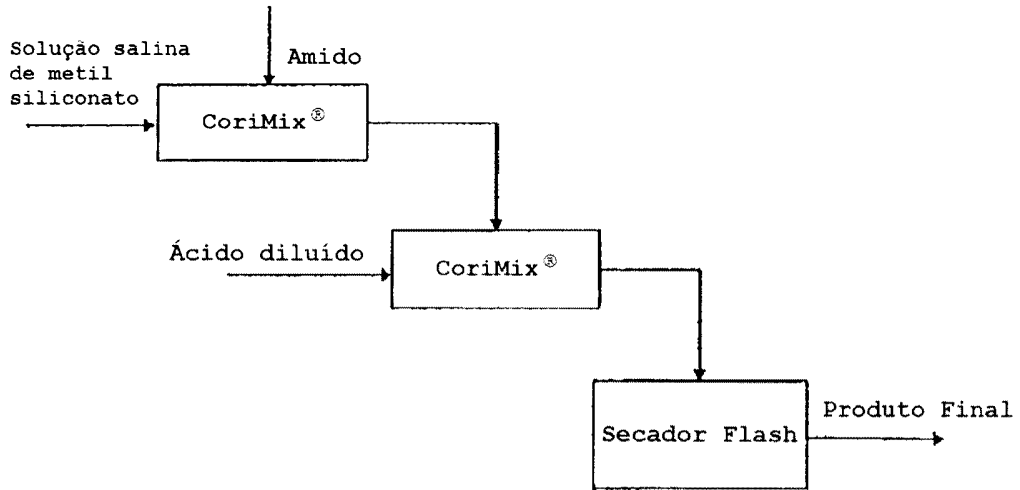 Solução salina
de metil
siliconato
Amido
CoriMix®
Ácido diluído
CoriMix®
Secador Flash
Produto Final